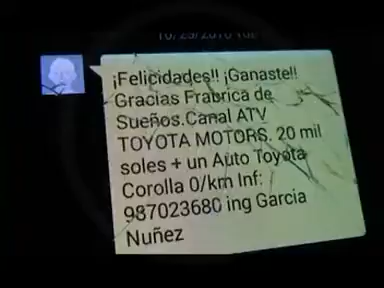 ¡Felicidades!! ¡Ganaste!!
Gracias Frabrica de
Sueños.Canal ATV
TOYOTA MOTORS. 20 mil
soles + un Auto Toyota
Corolla 0/km Inf:
987023680 ing Garcia
Nuñez